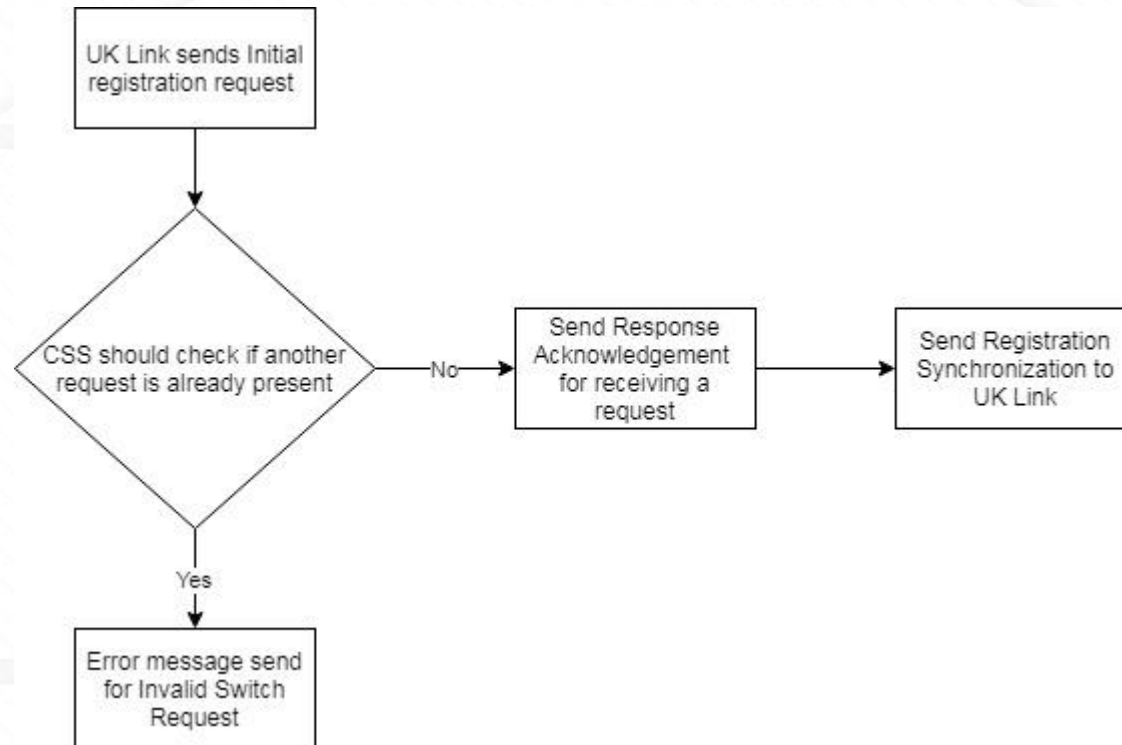 UK Link sends Initial
registration request
CSS should check if another
request is already present
No
Send Response
Acknowledgement
for receiving a
request
Send Registration
Synchronization to
UK Link
Yes
Error message send
for Invalid Switch
Request